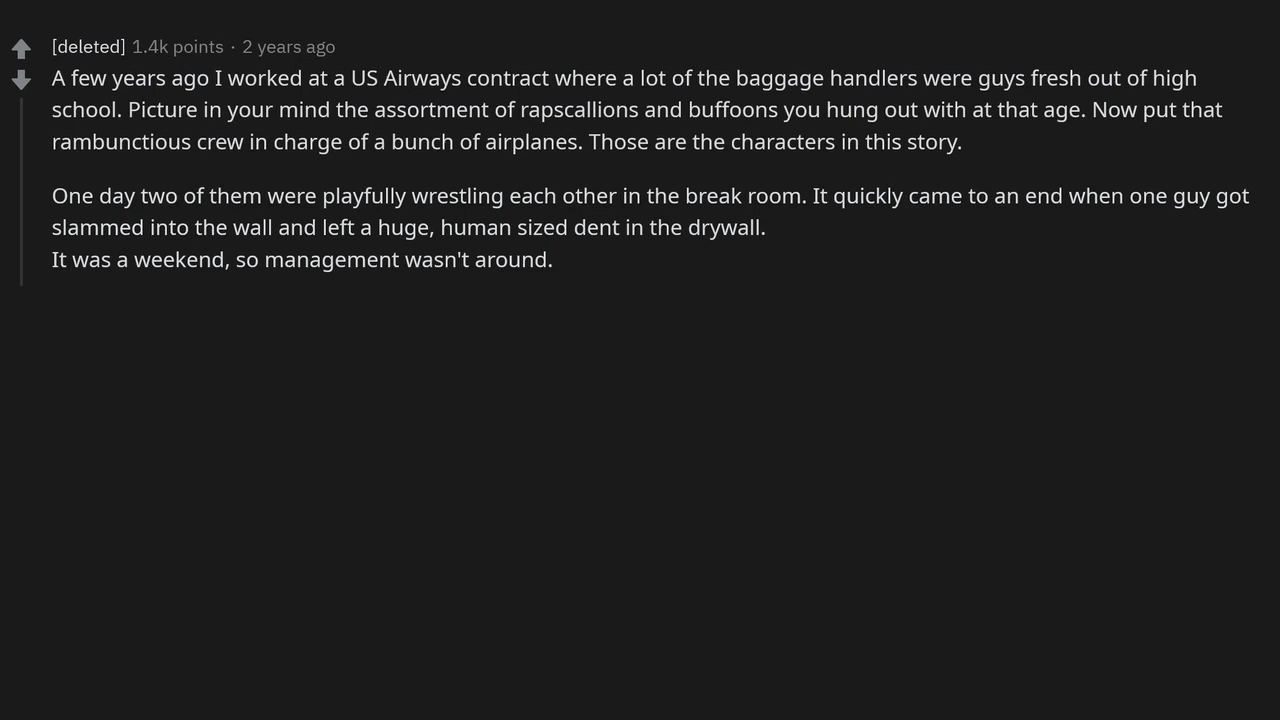 [deleted] 1.4k points · 2 years ago
A few years ago I worked at a US Airways contract where a lot of the baggage handlers were guys fresh out of high
school. Picture in your mind the assortment of rapscallions and buffoons you hung out with at that age. Now put that
rambunctious crew in charge of a bunch of airplanes. Those are the characters in this story.
One day two of them were playfully wrestling each other in the break room. It quickly came to an end when one guy got
slammed into the wall and left a huge, human sized dent in the drywall.
It was a weekend, so management wasn't around.